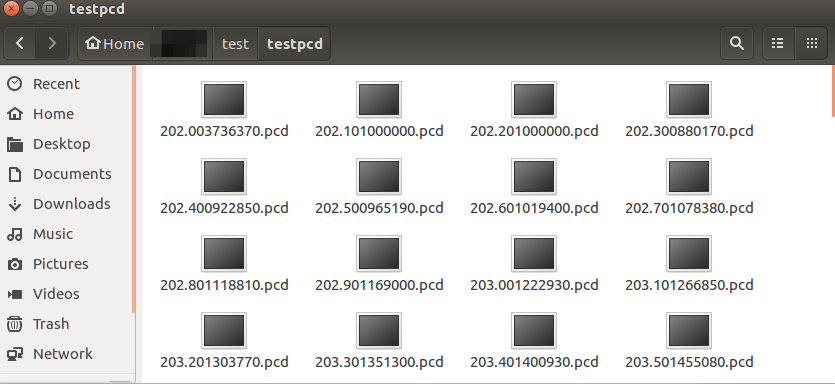 testpcd
Home test testpcd
Recent
Home
Desktop
Documents
Downloads
Music
Pictures
Videos
Trash
Network
202.003736370.pcd 202.101000000.pcd 202.201000000.pcd 202.300880170.pcd
202.400922850.pcd 202.500965190.pcd 202.601019400.pcd 202.701078380.pcd
202.801118810.pcd 202.901169000.pcd 203.001222930.pcd 203.101266850.pcd
203.201303770.pcd 203.301351300.pcd 203.401400930.pcd 203.501455080.pcd